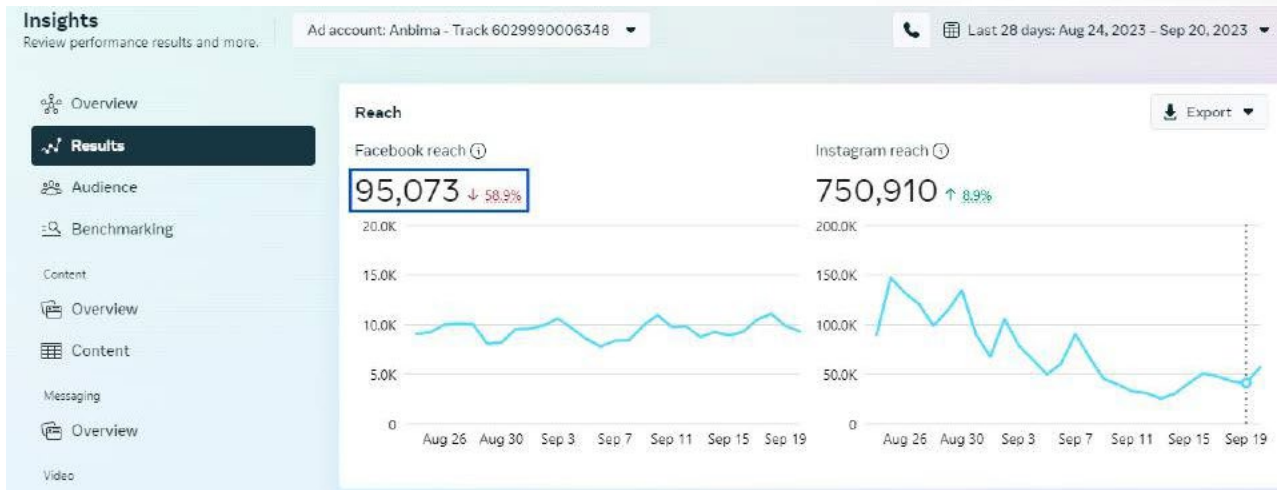 Insights
Review performance results and more.
Ad account: Anbima - Track 6029990006348
Last 28 days: Aug 24, 2023 - Sep 20, 2023
Overview
Results
Audience
Benchmarking
Content
Overview
Content
Messaging
Overview
Video
Reach
Export
Facebook reach
95,073 ↓ 58.9%
20.0K
15.0K
10.0K
5.0K
0
Aug 26 Aug 30 Sep 3 Sep 7 Sep 11 Sep 15 Sep 19
Instagram reach
750,910 ↑ 8.9%
200.0K
150.0K
100.0K
50.0K
0
Aug 26 Aug 30 Sep 3 Sep 7 Sep 11 Sep 15 Sep 19